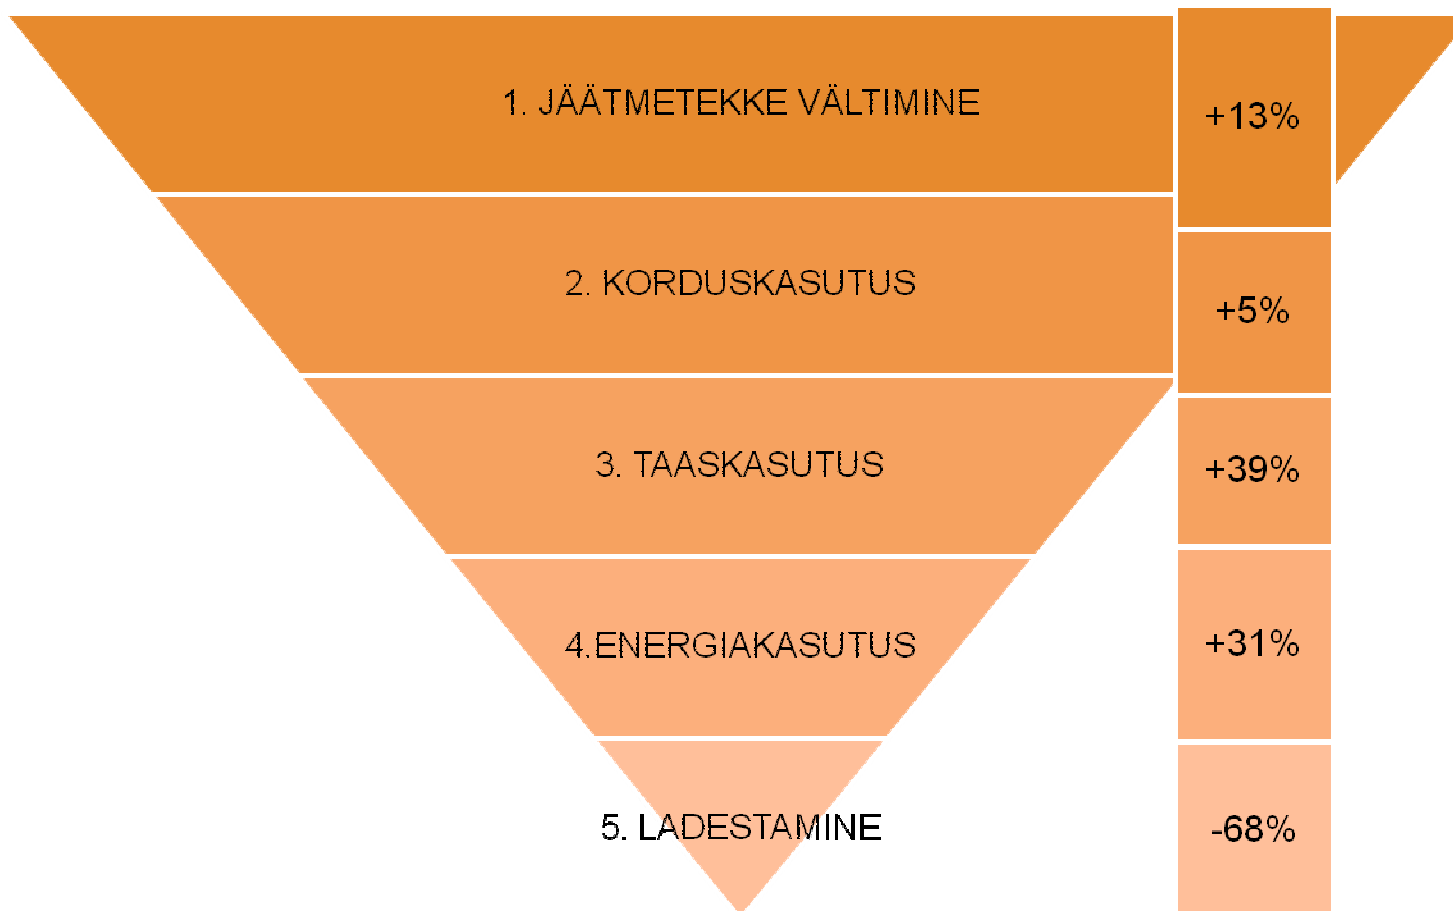 1. JÄÄTMETEKKE VÄLTIMINE
+13%
2. KORDUSKASUTUS
+5%
3. TAASKASUTUS
+39%
4.ENERGIAKASUTUS
+31%
5. LADESTAMINE
-68%